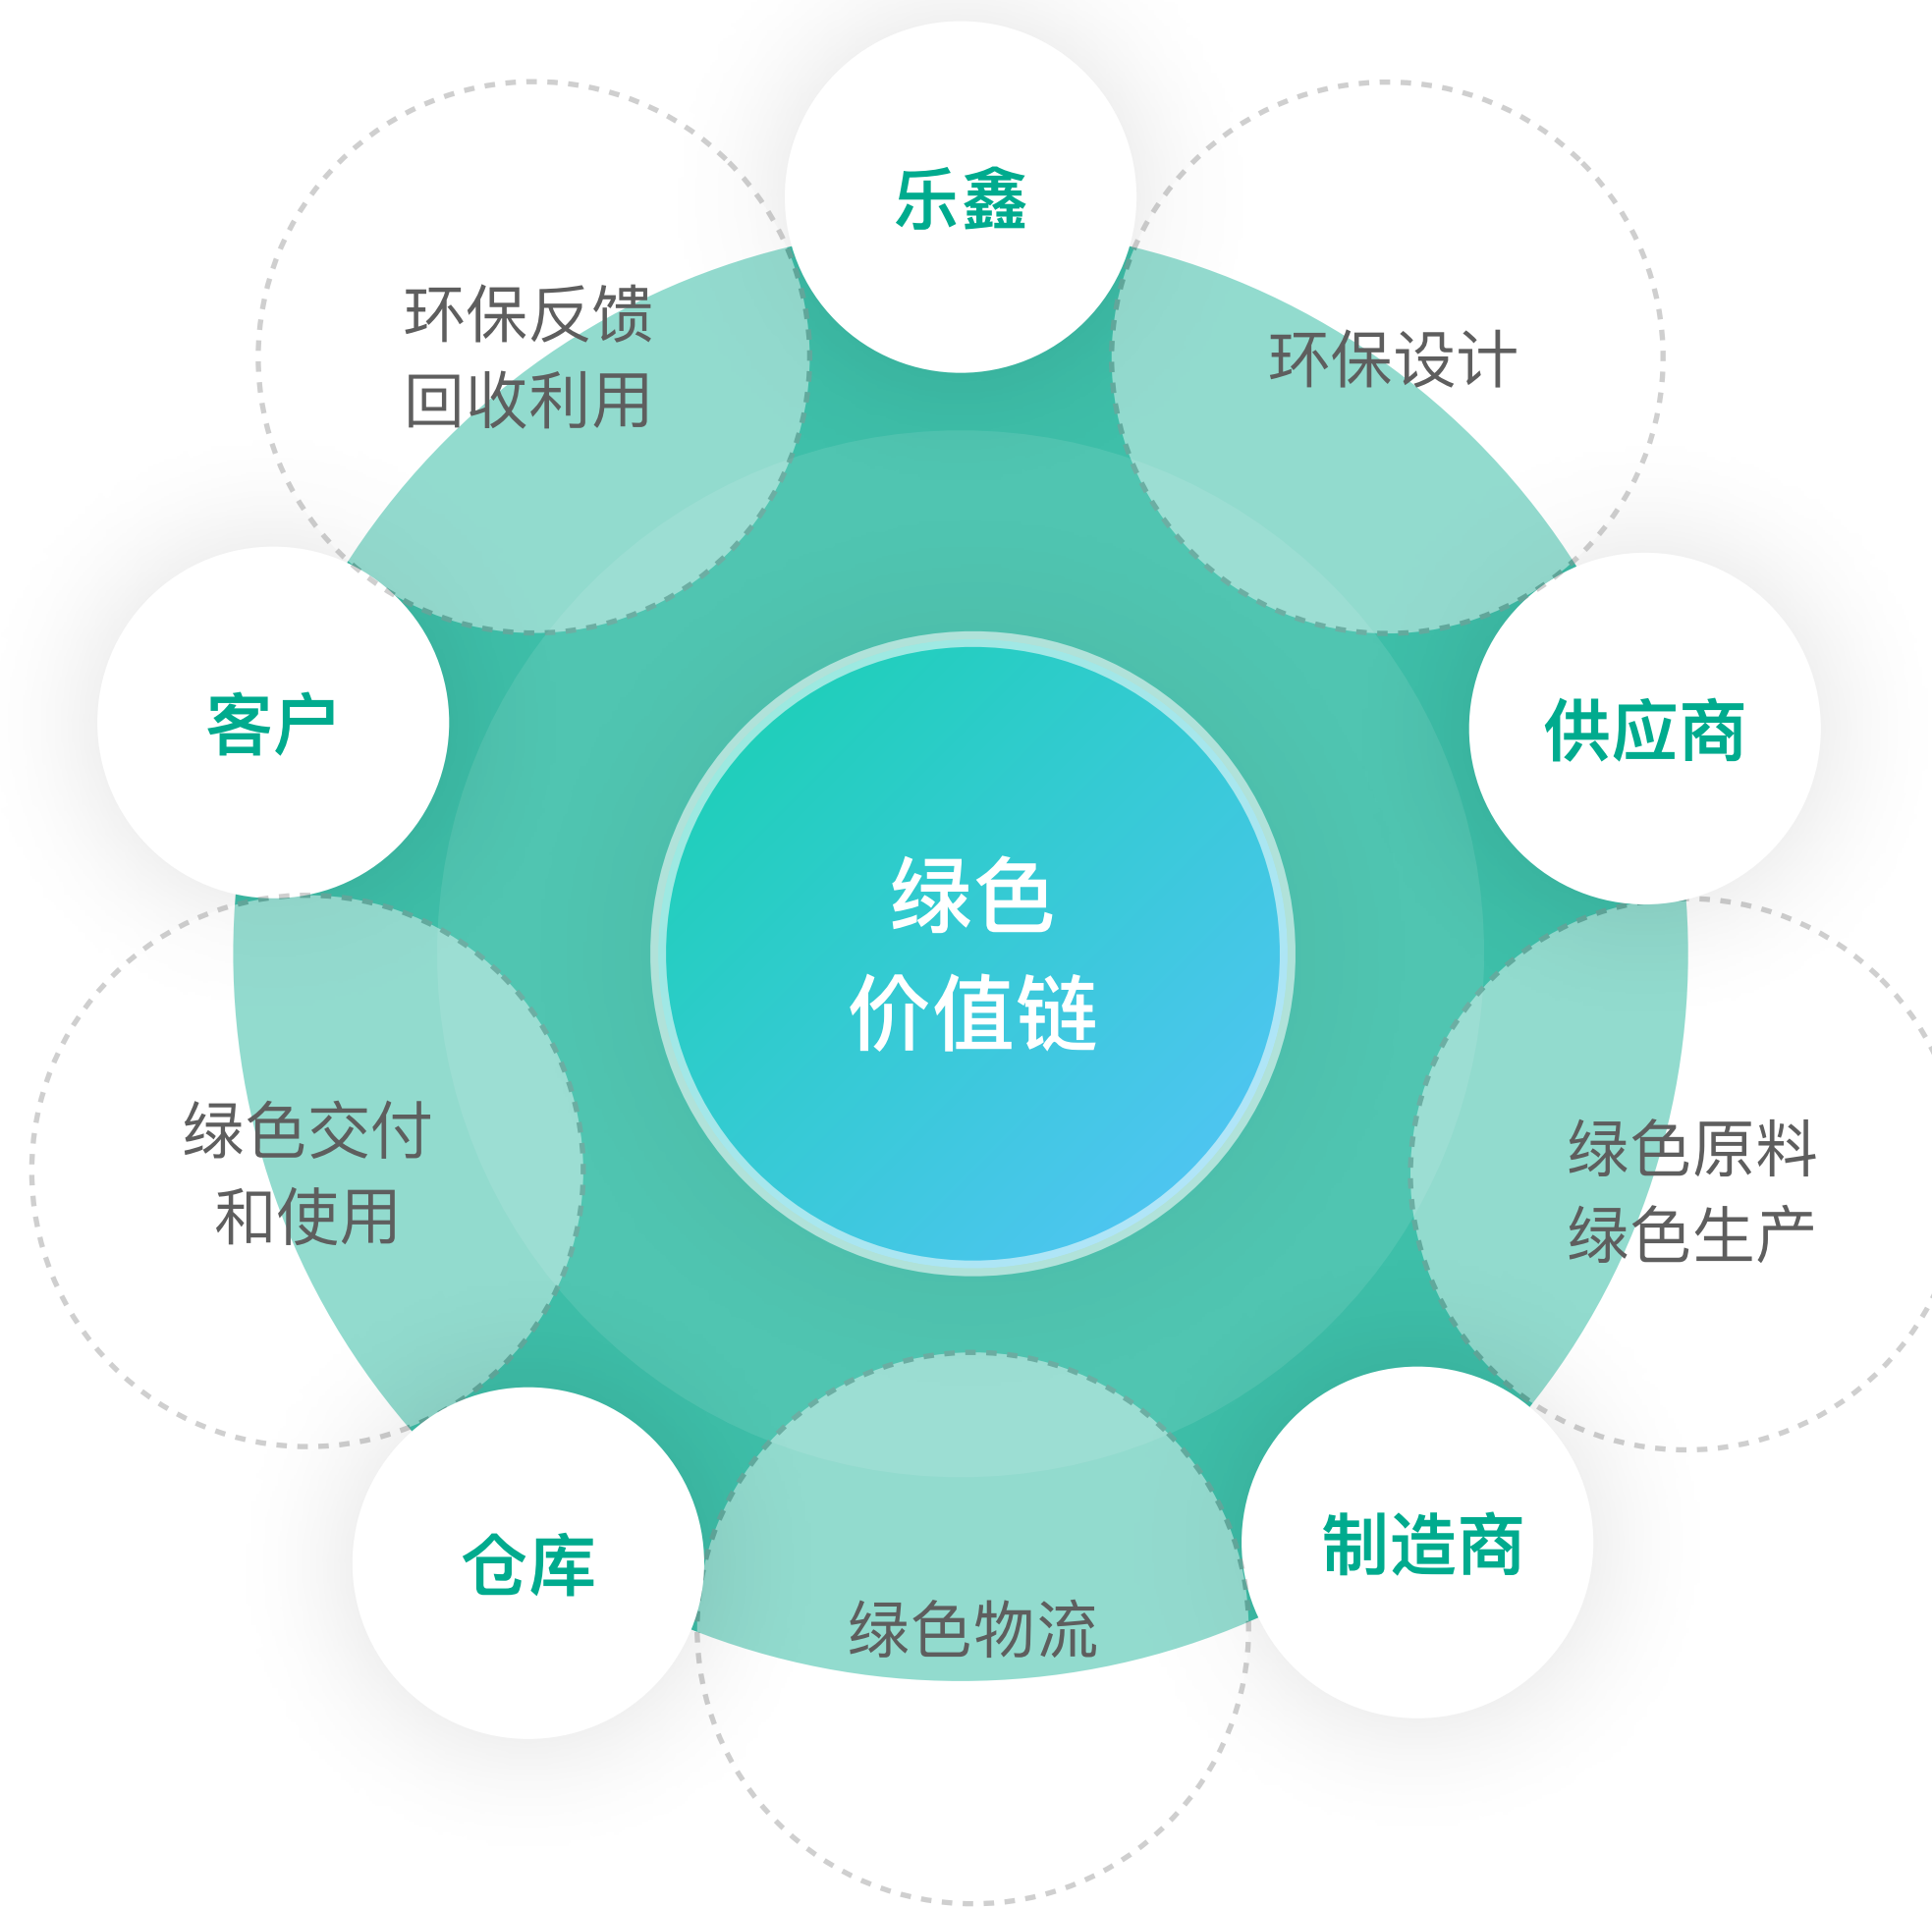 乐鑫
环保设计
供应商
绿色原料
绿色生产
制造商
绿色物流
仓库
绿色交付
和使用
客户
环保反馈
回收利用
绿色
价值链